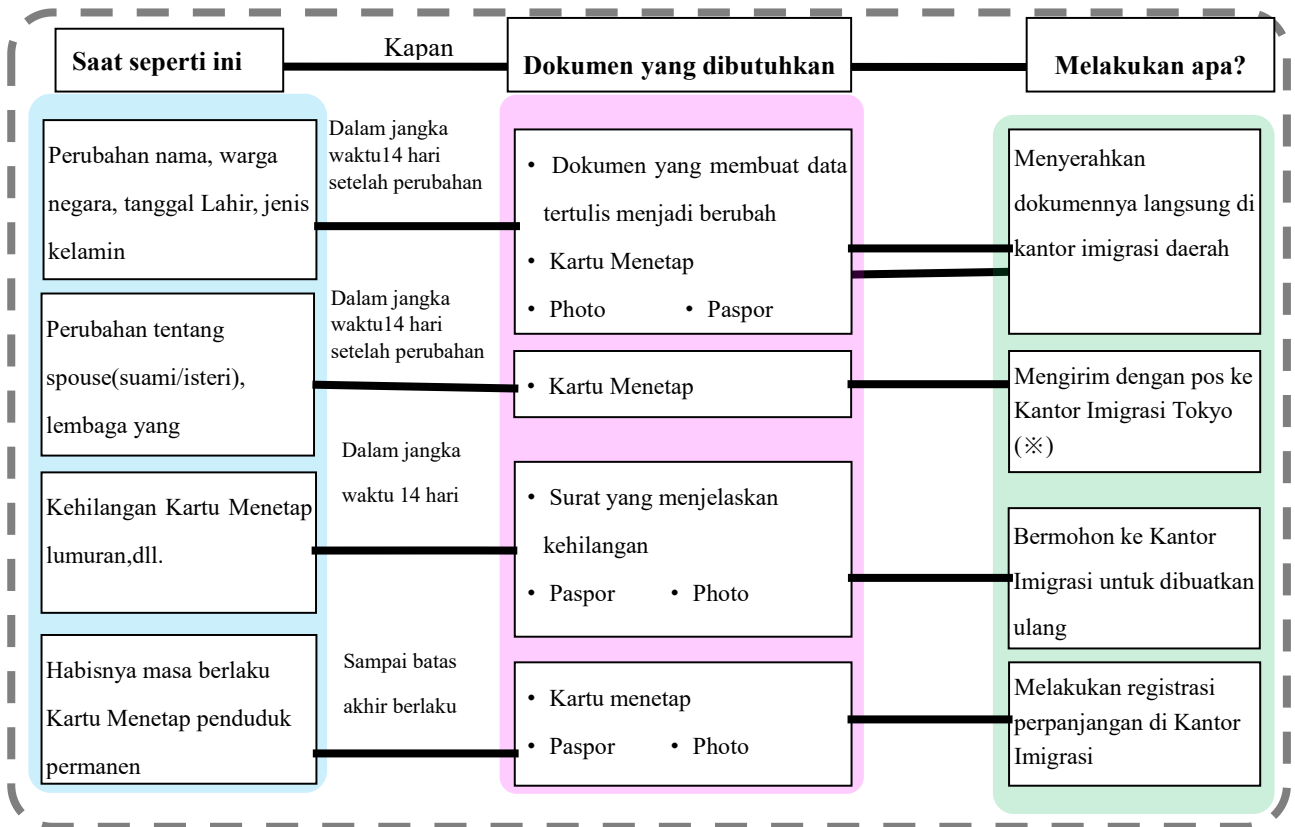 Saat seperti ini
Kapan
Dokumen yang dibutuhkan
Melakukan apa?
Perubahan nama, warga
negara, tanggal Lahir, jenis
kelamin
Dalam jangka
waktu14 hari
setelah perubahan
• Dokumen yang membuat data
tertulis menjadi berubah
• Kartu Menetap
• Photo • Paspor
Menyerahkan
dokumennya langsung di
kantor imigrasi daerah
Perubahan tentang
spouse(suami/isteri),
lembaga yang
Dalam jangka
waktu14 hari
setelah perubahan
• Kartu Menetap
Mengirim dengan pos ke
Kantor Imigrasi Tokyo
(※)
Kehilangan Kartu Menetap
lumuran,dll.
Dalam jangka
waktu 14 hari
• Surat yang menjelaskan
kehilangan
• Paspor • Photo
Bermohon ke Kantor
Imigrasi untuk dibuatkan
ulang
Habisnya masa berlaku
Kartu Menetap penduduk
permanen
Sampai batas
akhir berlaku
• Kartu menetap
• Paspor • Photo
Melakukan registrasi
perpanjangan di Kantor
Imigrasi